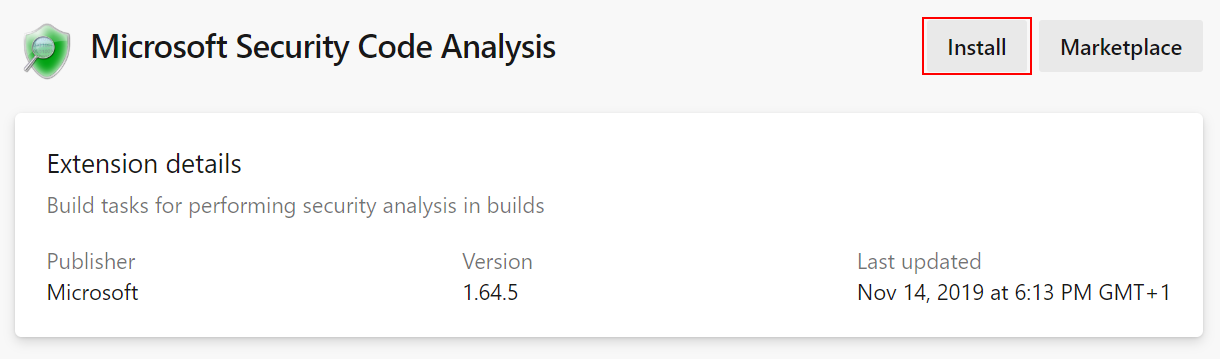 Microsoft Security Code Analysis
Install
Marketplace
Extension details
Build tasks for performing security analysis in builds
Publisher
Version
Last updated
Microsoft
1.64.5
Nov 14, 2019 at 6:13 PM GMT+1